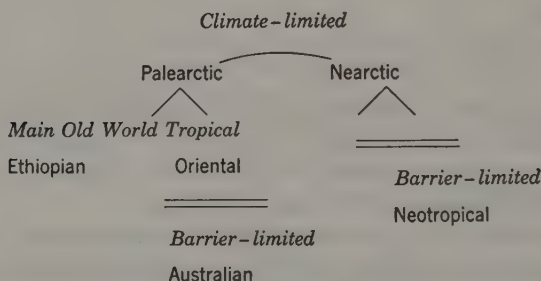 Climate-limited
Palearctic Nearctic
Main Old World Tropical
Ethiopian Oriental
Barrier-limited
Neotropical
Barrier-limited
Australian